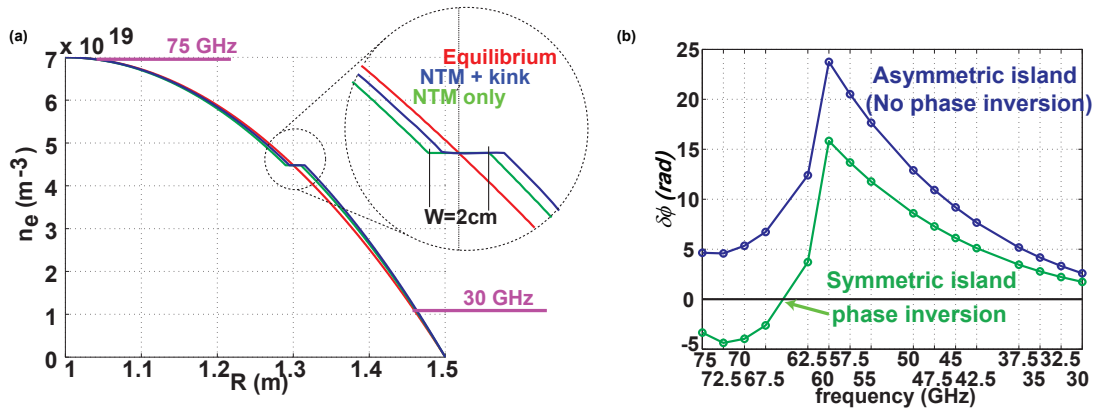 (a)
x 10 19
75 GHz
Equilibrium
NTM + kink
NTM only
W=2cm
30 GHz
7
6
5
4
3
2
1
0
ne (m-3)
1 1.1 1.2 1.3 1.4 1.5
R (m)
(b)
25
20
15
10
5
0
-5
δϕ (rad)
Asymmetric island
(No phase inversion)
Symmetric island
phase inversion
75 70 62.5 57.5 50 45 37.5 32.5
72.5 67.5 60 55 47.5 42.5 35 30
frequency (GHz)